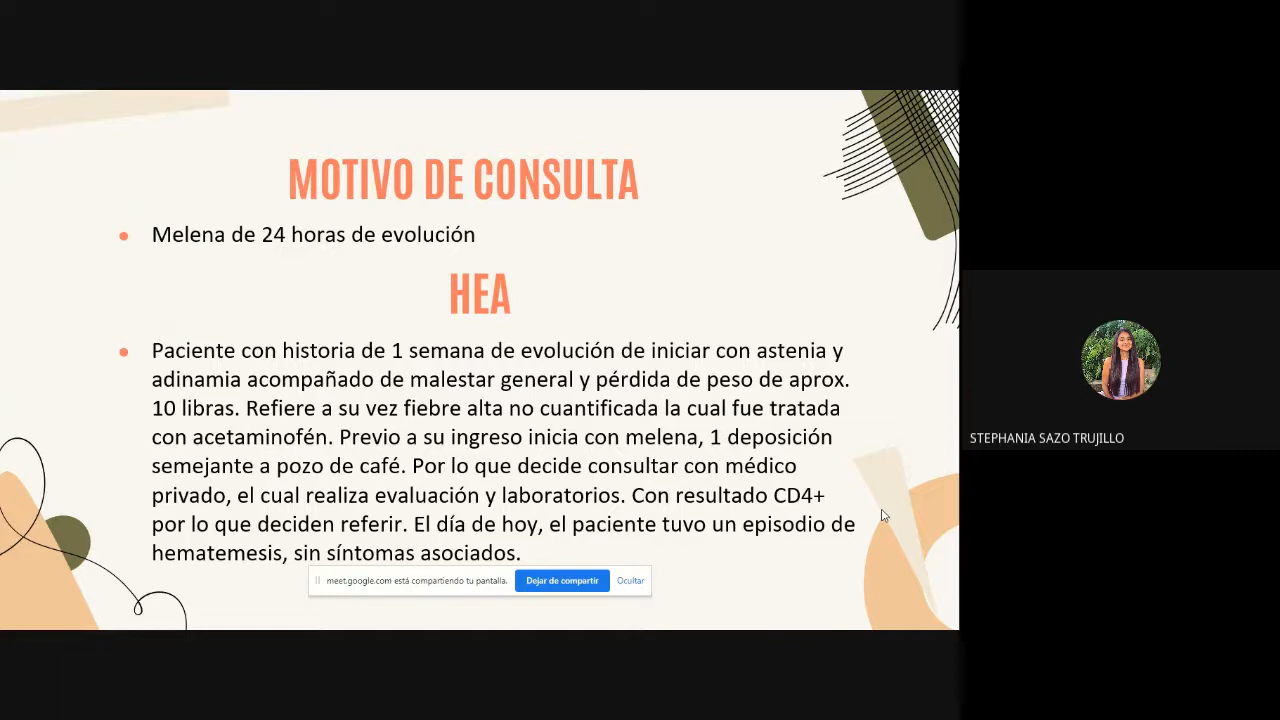 MOTIVO DE CONSULTA
Melena de 24 horas de evolución
HEA
Paciente con historia de 1 semana de evolución de iniciar con astenia y
adinamia acompañado de malestar general y pérdida de peso de aprox.
10 libras. Refiere a su vez fiebre alta no cuantificada la cual fue tratada
con acetaminofén. Previo a su ingreso inicia con melena, 1 deposición
semejante a pozo de café. Por lo que decide consultar con médico
privado, el cual realiza evaluación y laboratorios. Con resultado CD4+
por lo que deciden referir. El día de hoy, el paciente tuvo un episodio de
hematemesis, sin síntomas asociados.
meet.google.com está compartiendo tu pantalla. Dejar de compartir Ocultar
STEPHANIA SAZO TRUJILLO